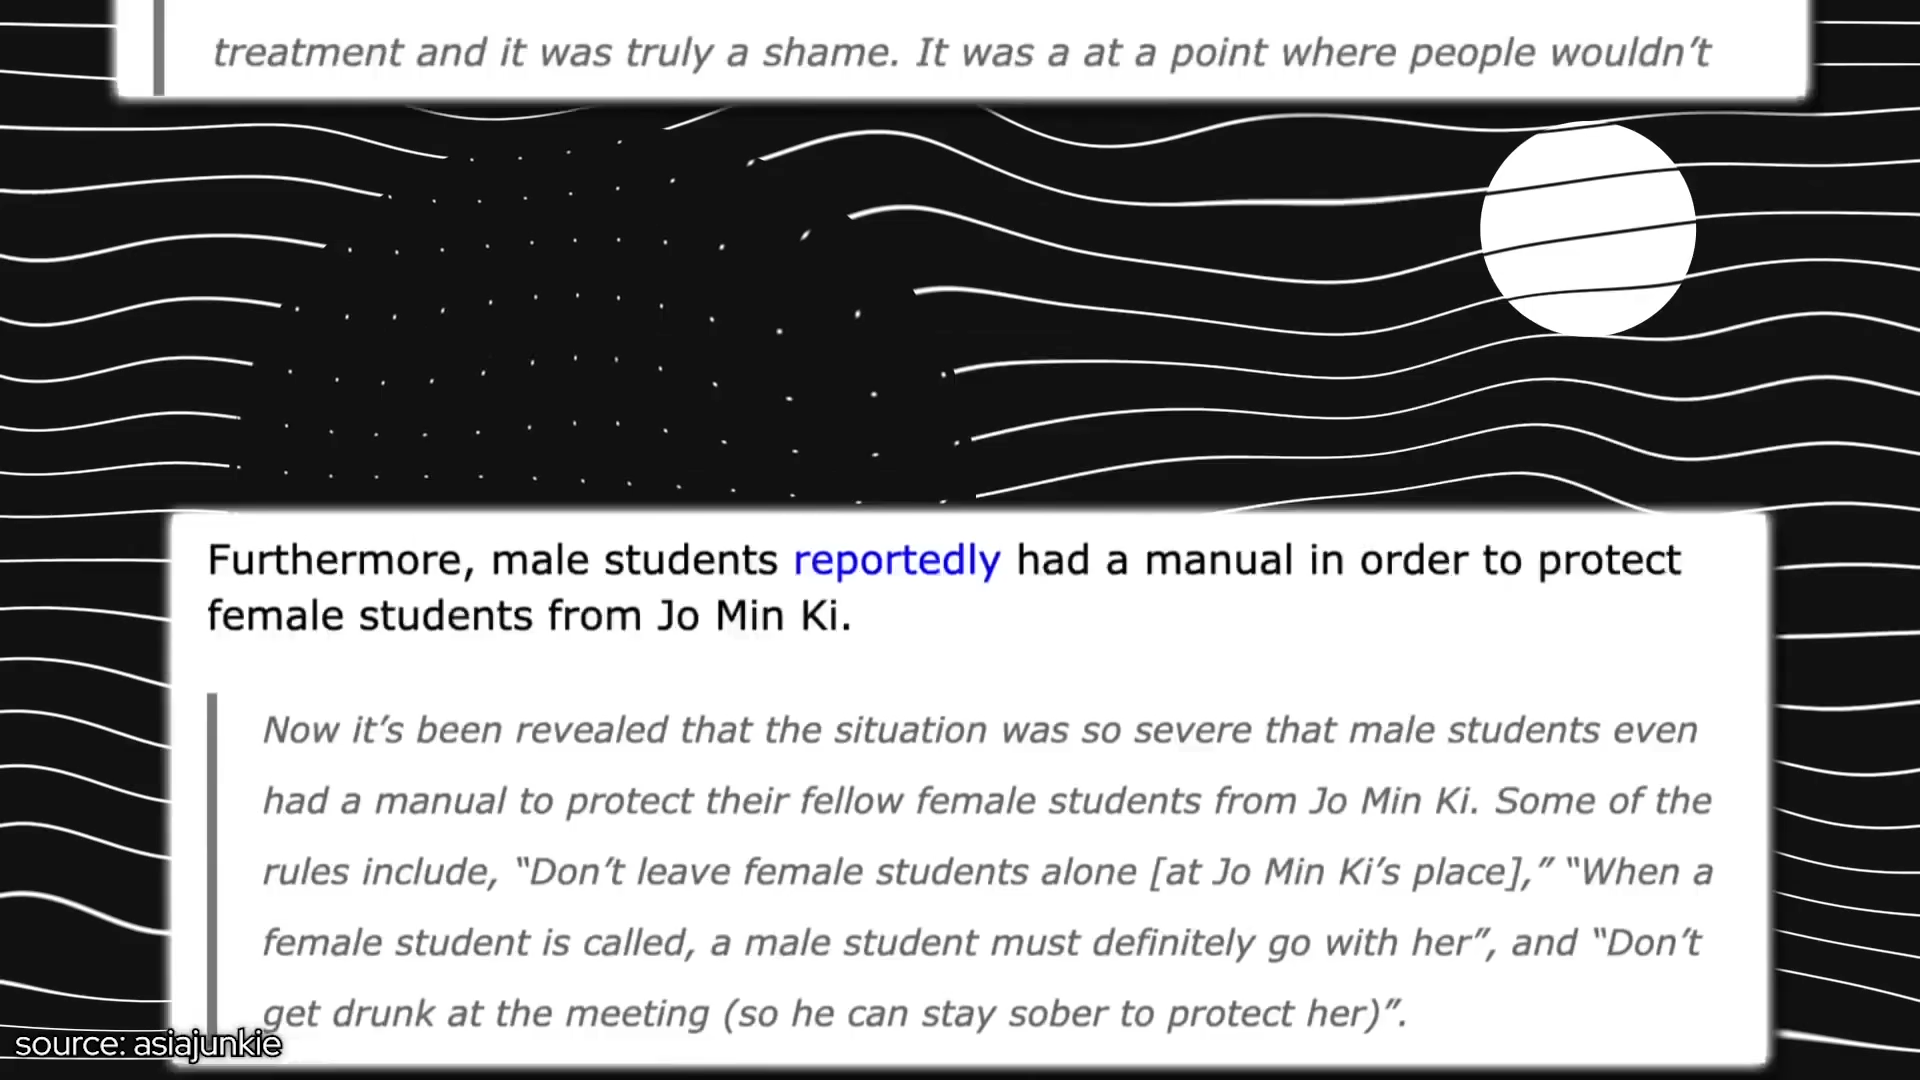 treatment and it was truly a shame. It was a at a point where people wouldn’t
Furthermore, male students reportedly had a manual in order to protect
female students from Jo Min Ki.
Now it’s been revealed that the situation was so severe that male students even
had a manual to protect their fellow female students from Jo Min Ki. Some of the
rules include, “Don’t leave female students alone [at Jo Min Ki’s place],” “When a
female student is called, a male student must definitely go with her”, and “Don’t
get drunk at the meeting (so he can stay sober to protect her)”.
source: asiajunkie